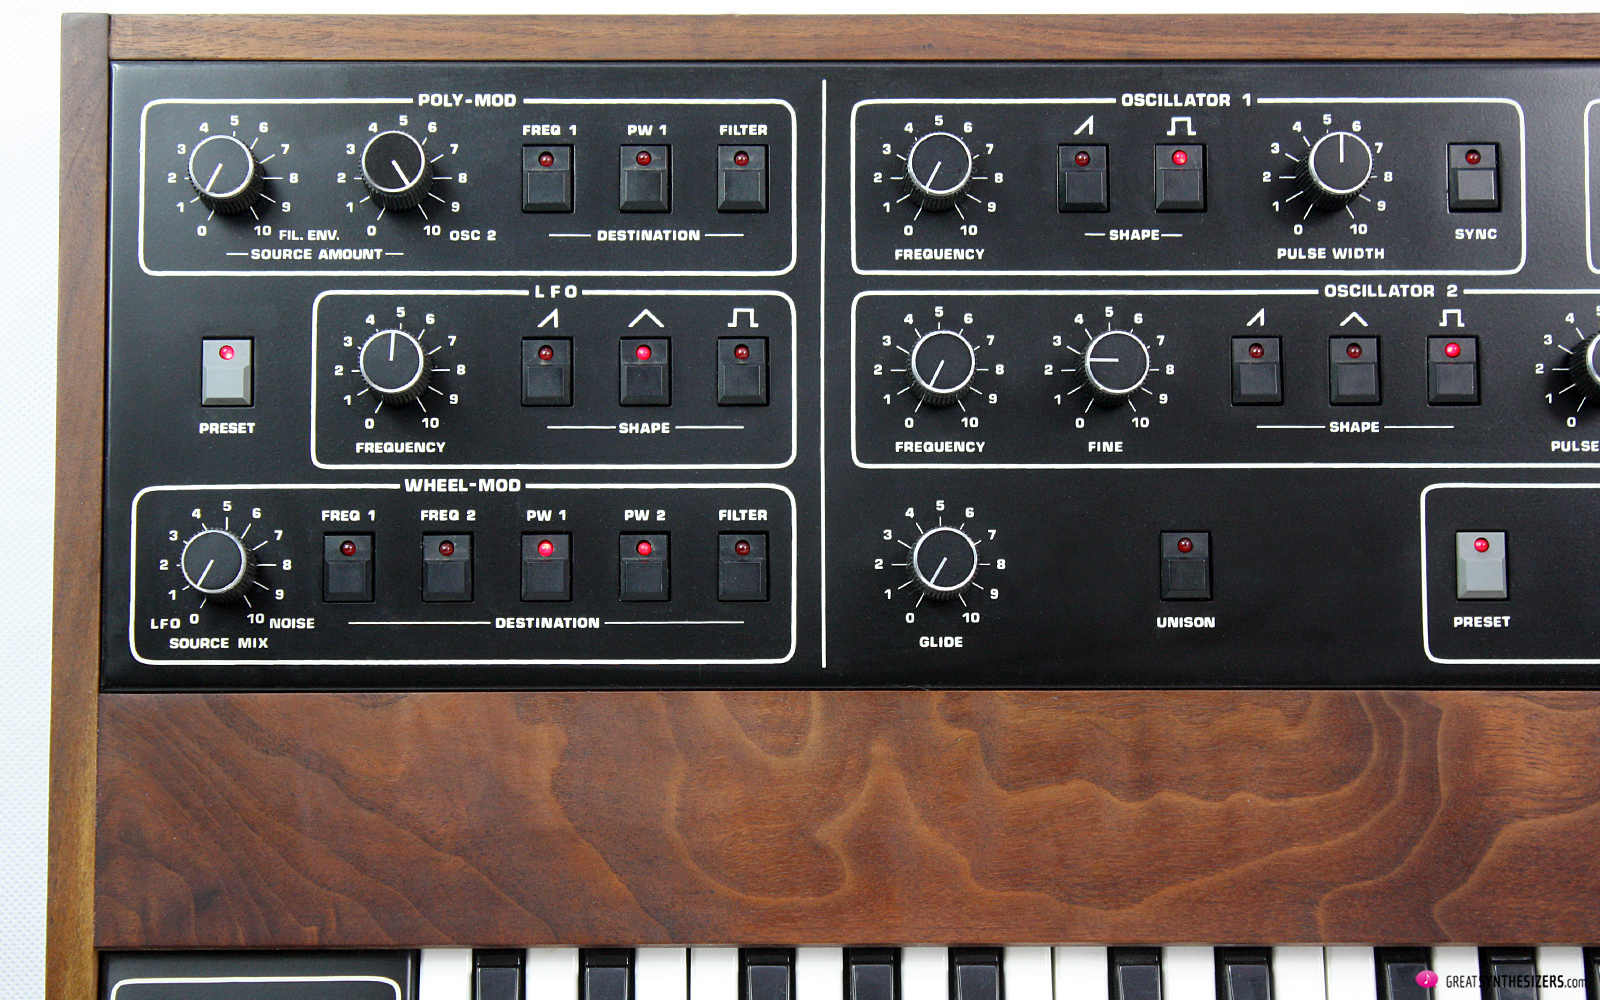 POLY-MOD
0 1 2 3 4 5 6 7 8 9 10
FIL. ENV.
0 1 2 3 4 5 6 7 8 9 10
OSC 2
SOURCE AMOUNT
FREQ 1 PW 1 FILTER
DESTINATION
PRESET
LFO
0 1 2 3 4 5 6 7 8 9 10
FREQUENCY
SHAPE
WHEEL-MOD
0 1 2 3 4 5 6 7 8 9 10
LFO NOISE
SOURCE MIX
FREQ 1 FREQ 2 PW 1 PW 2 FILTER
DESTINATION
OSCILLATOR 1
0 1 2 3 4 5 6 7 8 9 10
FREQUENCY
SHAPE
0 1 2 3 4 5 6 7 8 9 10
PULSE WIDTH
SYNC
OSCILLATOR 2
0 1 2 3 4 5 6 7 8 9 10
FREQUENCY
0 1 2 3 4 5 6 7 8 9 10
FINE
SHAPE
0 1 2 3 4
PULSE
0 1 2 3 4 5 6 7 8 9 10
GLIDE
UNISON
PRESET
GREATSYNTHESIZERS.com